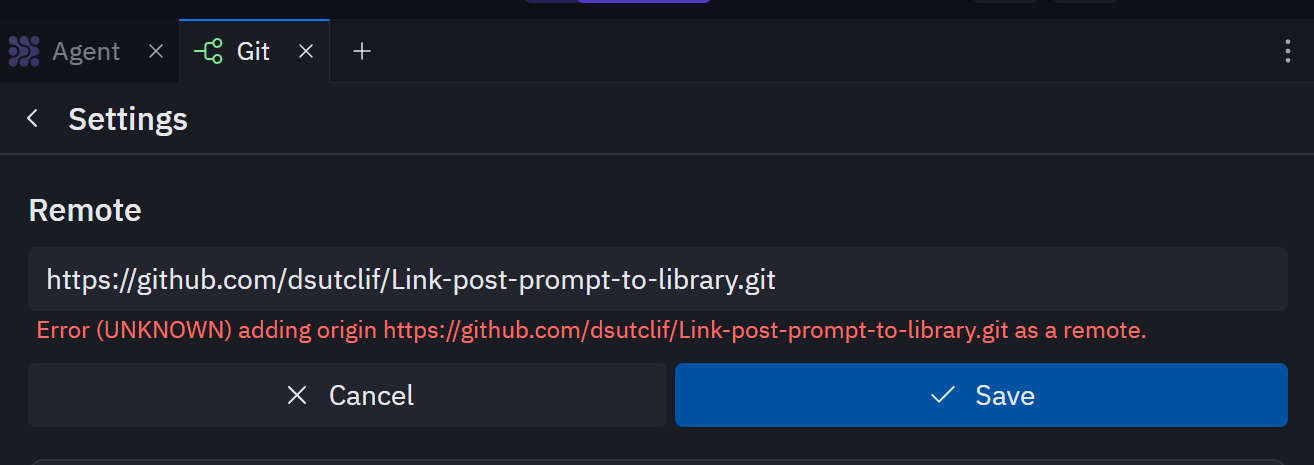 Agent
Git
Settings
Remote
https://github.com/dsutclif/Link-post-prompt-to-library.git
Error (UNKNOWN) adding origin https://github.com/dsutclif/Link-post-prompt-to-library.git as a remote.
Cancel
Save